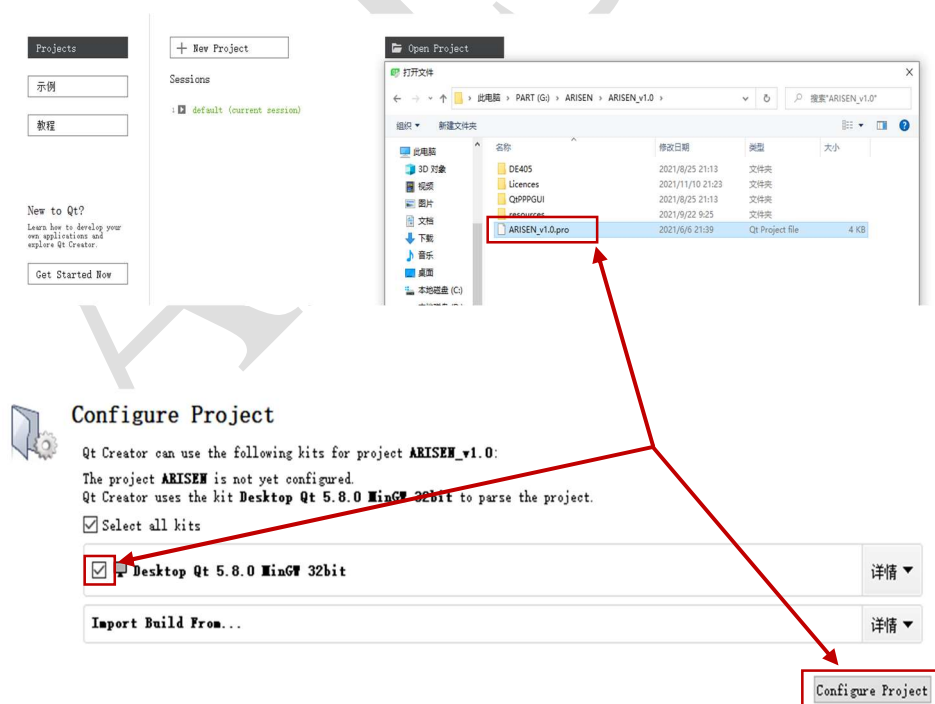 Projects
示例
教程
New to Qt?
Learn how to develop your
own applications and
explore Qt Creator.
Get Started Now
+ New Project
Sessions
1 default (current session)
Open Project
打开文件
此电脑 > PART (G:) > ARISEN > ARISEN_v1.0 >
搜索"ARISEN_v1.0"
组织 新建文件夹
此电脑
3D 对象
视频
图片
文档
下载
音乐
桌面
本地磁盘 (C:)
名称 修改日期 类型 大小
DE405 2021/8/25 21:13 文件夹
Licences 2021/11/10 21:23 文件夹
QtPPPGUI 2021/8/25 21:13 文件夹
resources 2021/9/22 9:25 文件夹
ARISEN_v1.0.pro 2021/6/6 21:39 Qt Project file 4 KB
Configure Project
Qt Creator can use the following kits for project ARISEN_v1.0:
The project ARISEN is not yet configured.
Qt Creator uses the kit Desktop Qt 5.8.0 MinGW 32bit to parse the project.
Select all kits
Desktop Qt 5.8.0 MinGW 32bit
详情
Import Build From...
详情
Configure Project